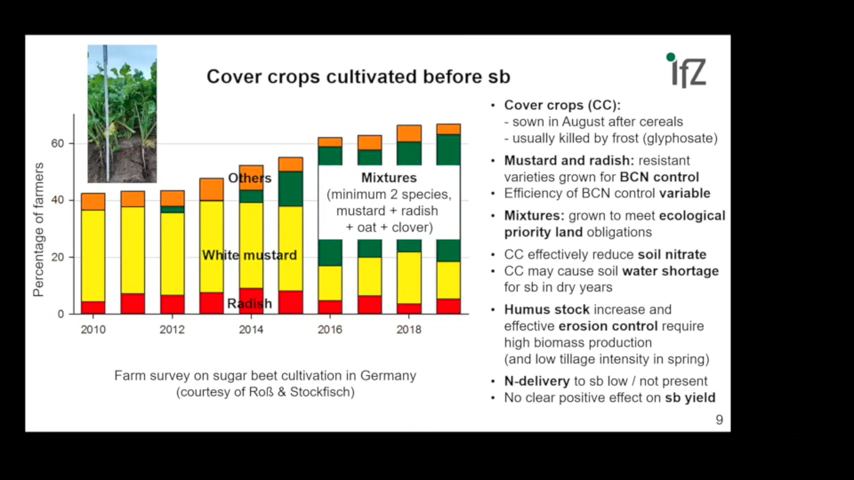 Cover crops cultivated before sb
ifZ
Percentage of farmers
60
40
20
0
2010
2012
2014
2016
2018
Others
White mustard
Radish
Mixtures
(minimum 2 species,
mustard + radish
+ oat + clover)
Farm survey on sugar beet cultivation in Germany
(courtesy of Roß & Stockfisch)
• Cover crops (CC):
- sown in August after cereals
- usually killed by frost (glyphosate)
• Mustard and radish: resistant
varieties grown for BCN control
• Efficiency of BCN control variable
• Mixtures: grown to meet ecological
priority land obligations
• CC effectively reduce soil nitrate
• CC may cause soil water shortage
for sb in dry years
• Humus stock increase and
effective erosion control require
high biomass production
(and low tillage intensity in spring)
• N-delivery to sb low / not present
• No clear positive effect on sb yield
9